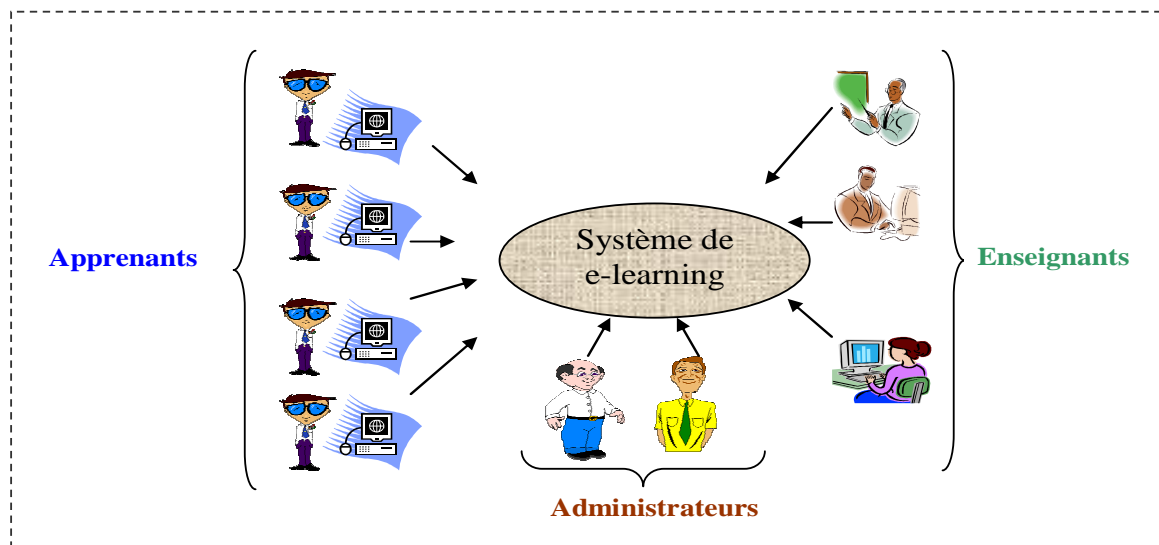 Apprenants
Système de
e-learning
Enseignants
Administrateurs